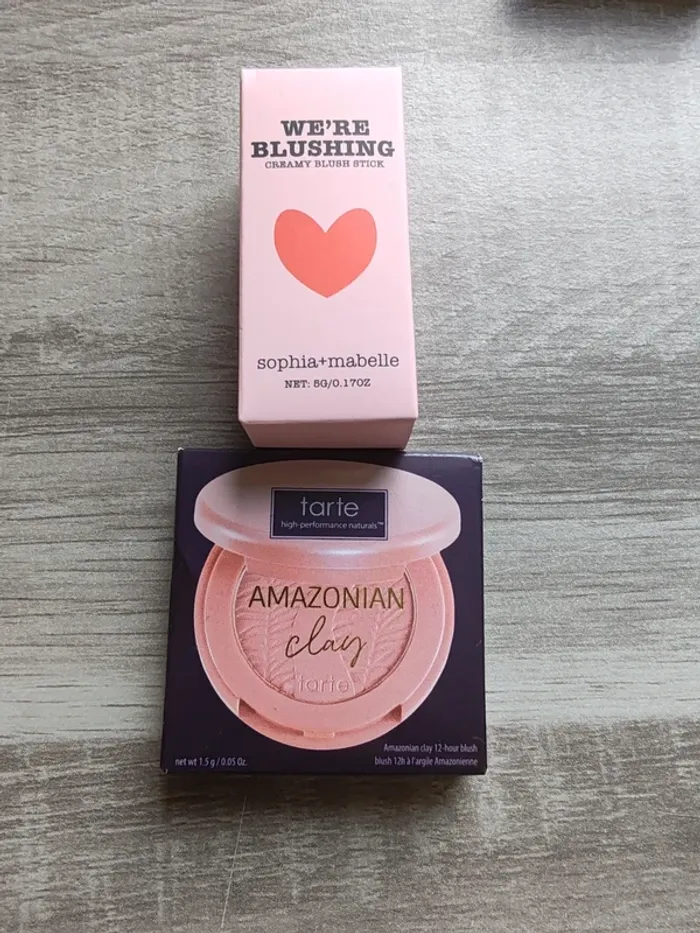 WE'RE
BLUSHING
CREAMY BLUSH STICK
sophia+mabelle
NET: 5G/0.17OZ
tarte
high-performance naturals™
AMAZONIAN
clay
tarte
Amazonian clay 12-hour blush
net wt 1.5 g / 0.05 Oz. blush 12h à l'argile Amazonienne